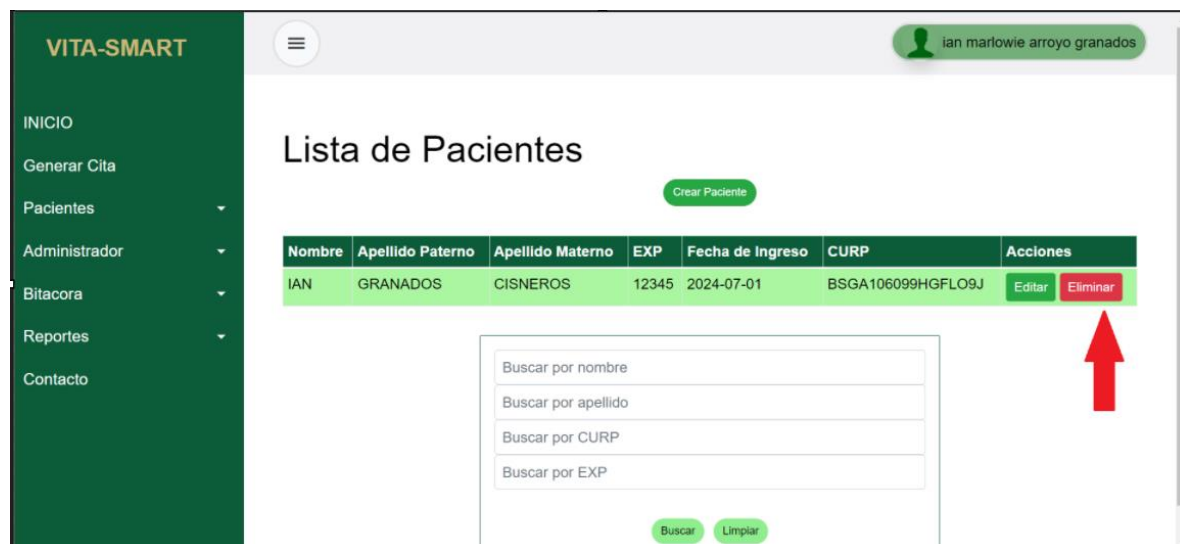 VITA-SMART
ian marlowie arroyo granados
INICIO
Generar Cita
Pacientes
Administrador
Bitacora
Reportes
Contacto
Lista de Pacientes
Crear Paciente
Nombre Apellido Paterno Apellido Materno EXP Fecha de Ingreso CURP Acciones
IAN GRANADOS CISNEROS 12345 2024-07-01 BSGA106099HGFLO9J Editar Eliminar
Buscar por nombre
Buscar por apellido
Buscar por CURP
Buscar por EXP
Buscar Limpiar